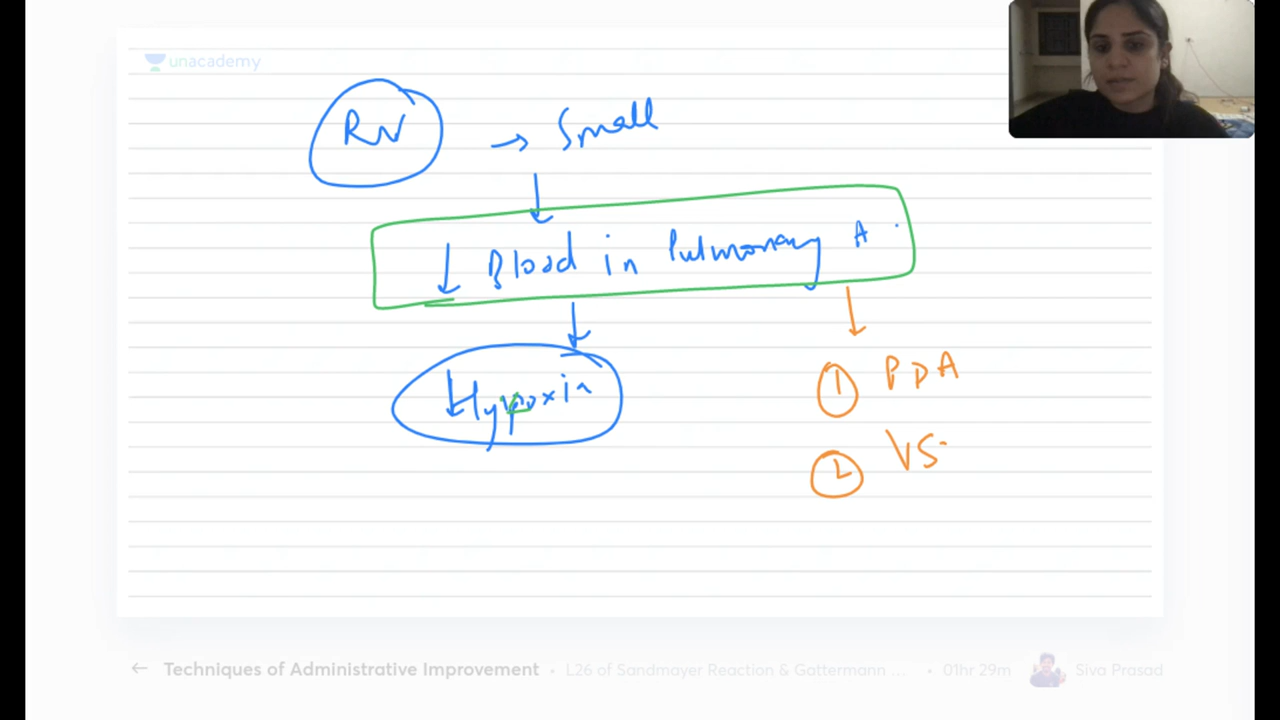 unacademy
RV → Small
↓
↓ Blood in Pulmonary A.
↓ ↓
↓Hypoxia
① PDA
② VS
← Techniques of Administrative Improvement • L26 of Sandmayer Reaction & Gattermann ... • 01hr 29m Siva Prasad